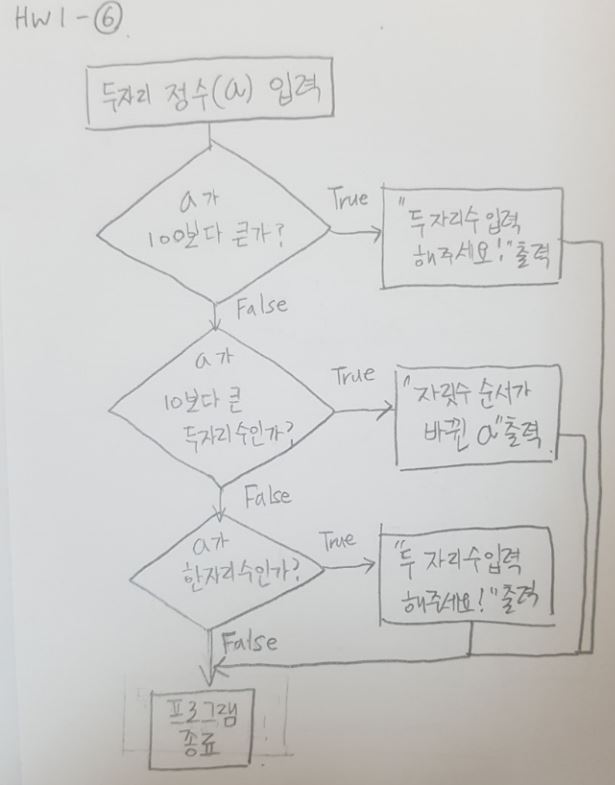 HW1-⑥
두자리 정수(a) 입력
a가
100보다 큰가?
True
"두 자리수 입력
해주세요!"출력
False
a가
10보다 큰
두자리수인가?
True
"자릿수 순서가
바뀐 a"출력
False
a가
한자리수인가?
True
"두 자리수입력
해주세요!"출력
False
프로그램
종료